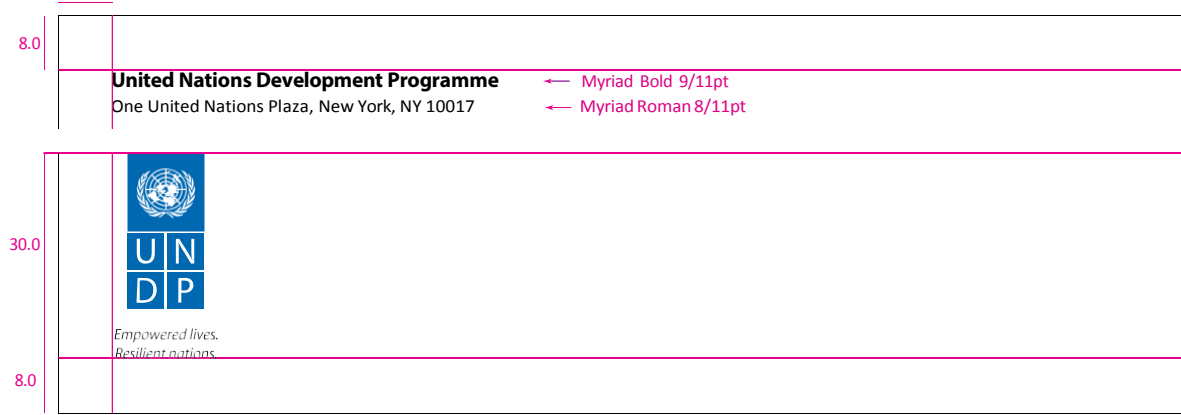 8.0
United Nations Development Programme Myriad Bold 9/11pt
One United Nations Plaza, New York, NY 10017 Myriad Roman 8/11pt
30.0
U N
D P
Empowered lives.
Resilient nations.
8.0